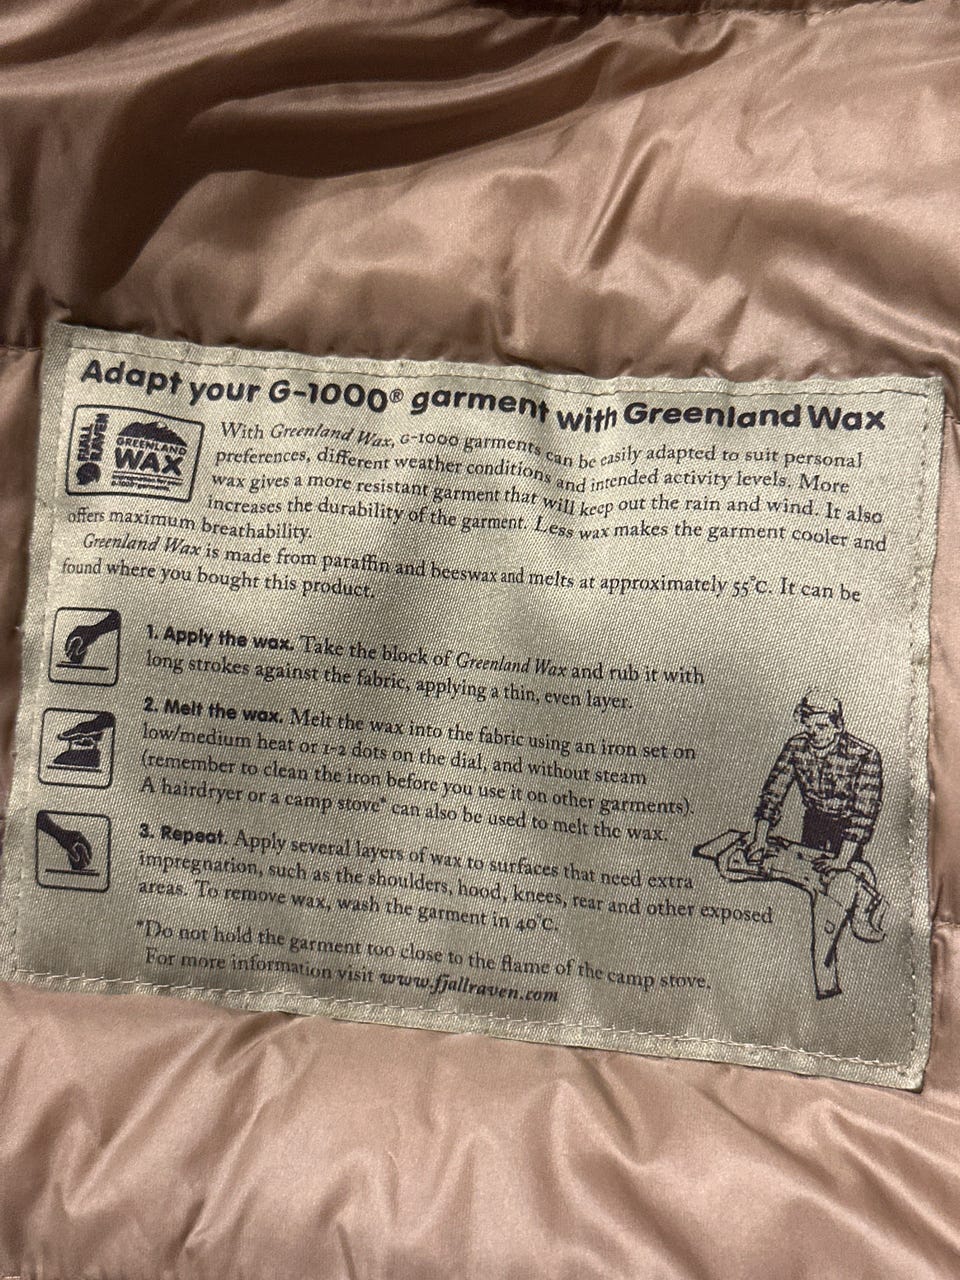 Adapt your G-1000® garment with Greenland Wax
FJÄLL
RÄVEN
GREENLAND
WAX
With Greenland Wax, G-1000 garments can be easily adapted to suit personal
preferences, different weather conditions and intended activity levels. More
wax gives a more resistant garment that will keep out the rain and wind. It also
increases the durability of the garment. Less wax makes the garment cooler and
offers maximum breathability.
Greenland Wax is made from paraffin and beeswax and melts at approximately 55°C. It can be
found where you bought this product.
1. Apply the wax. Take the block of Greenland Wax and rub it with
long strokes against the fabric, applying a thin, even layer.
2. Melt the wax. Melt the wax into the fabric using an iron set on
low/medium heat or 1-2 dots on the dial, and without steam
(remember to clean the iron before you use it on other garments).
A hairdryer or a camp stove* can also be used to melt the wax.
3. Repeat. Apply several layers of wax to surfaces that need extra
impregnation, such as the shoulders, hood, knees, rear and other exposed
areas. To remove wax, wash the garment in 40°C.
*Do not hold the garment too close to the flame of the camp stove.
For more information visit www.fjallraven.com